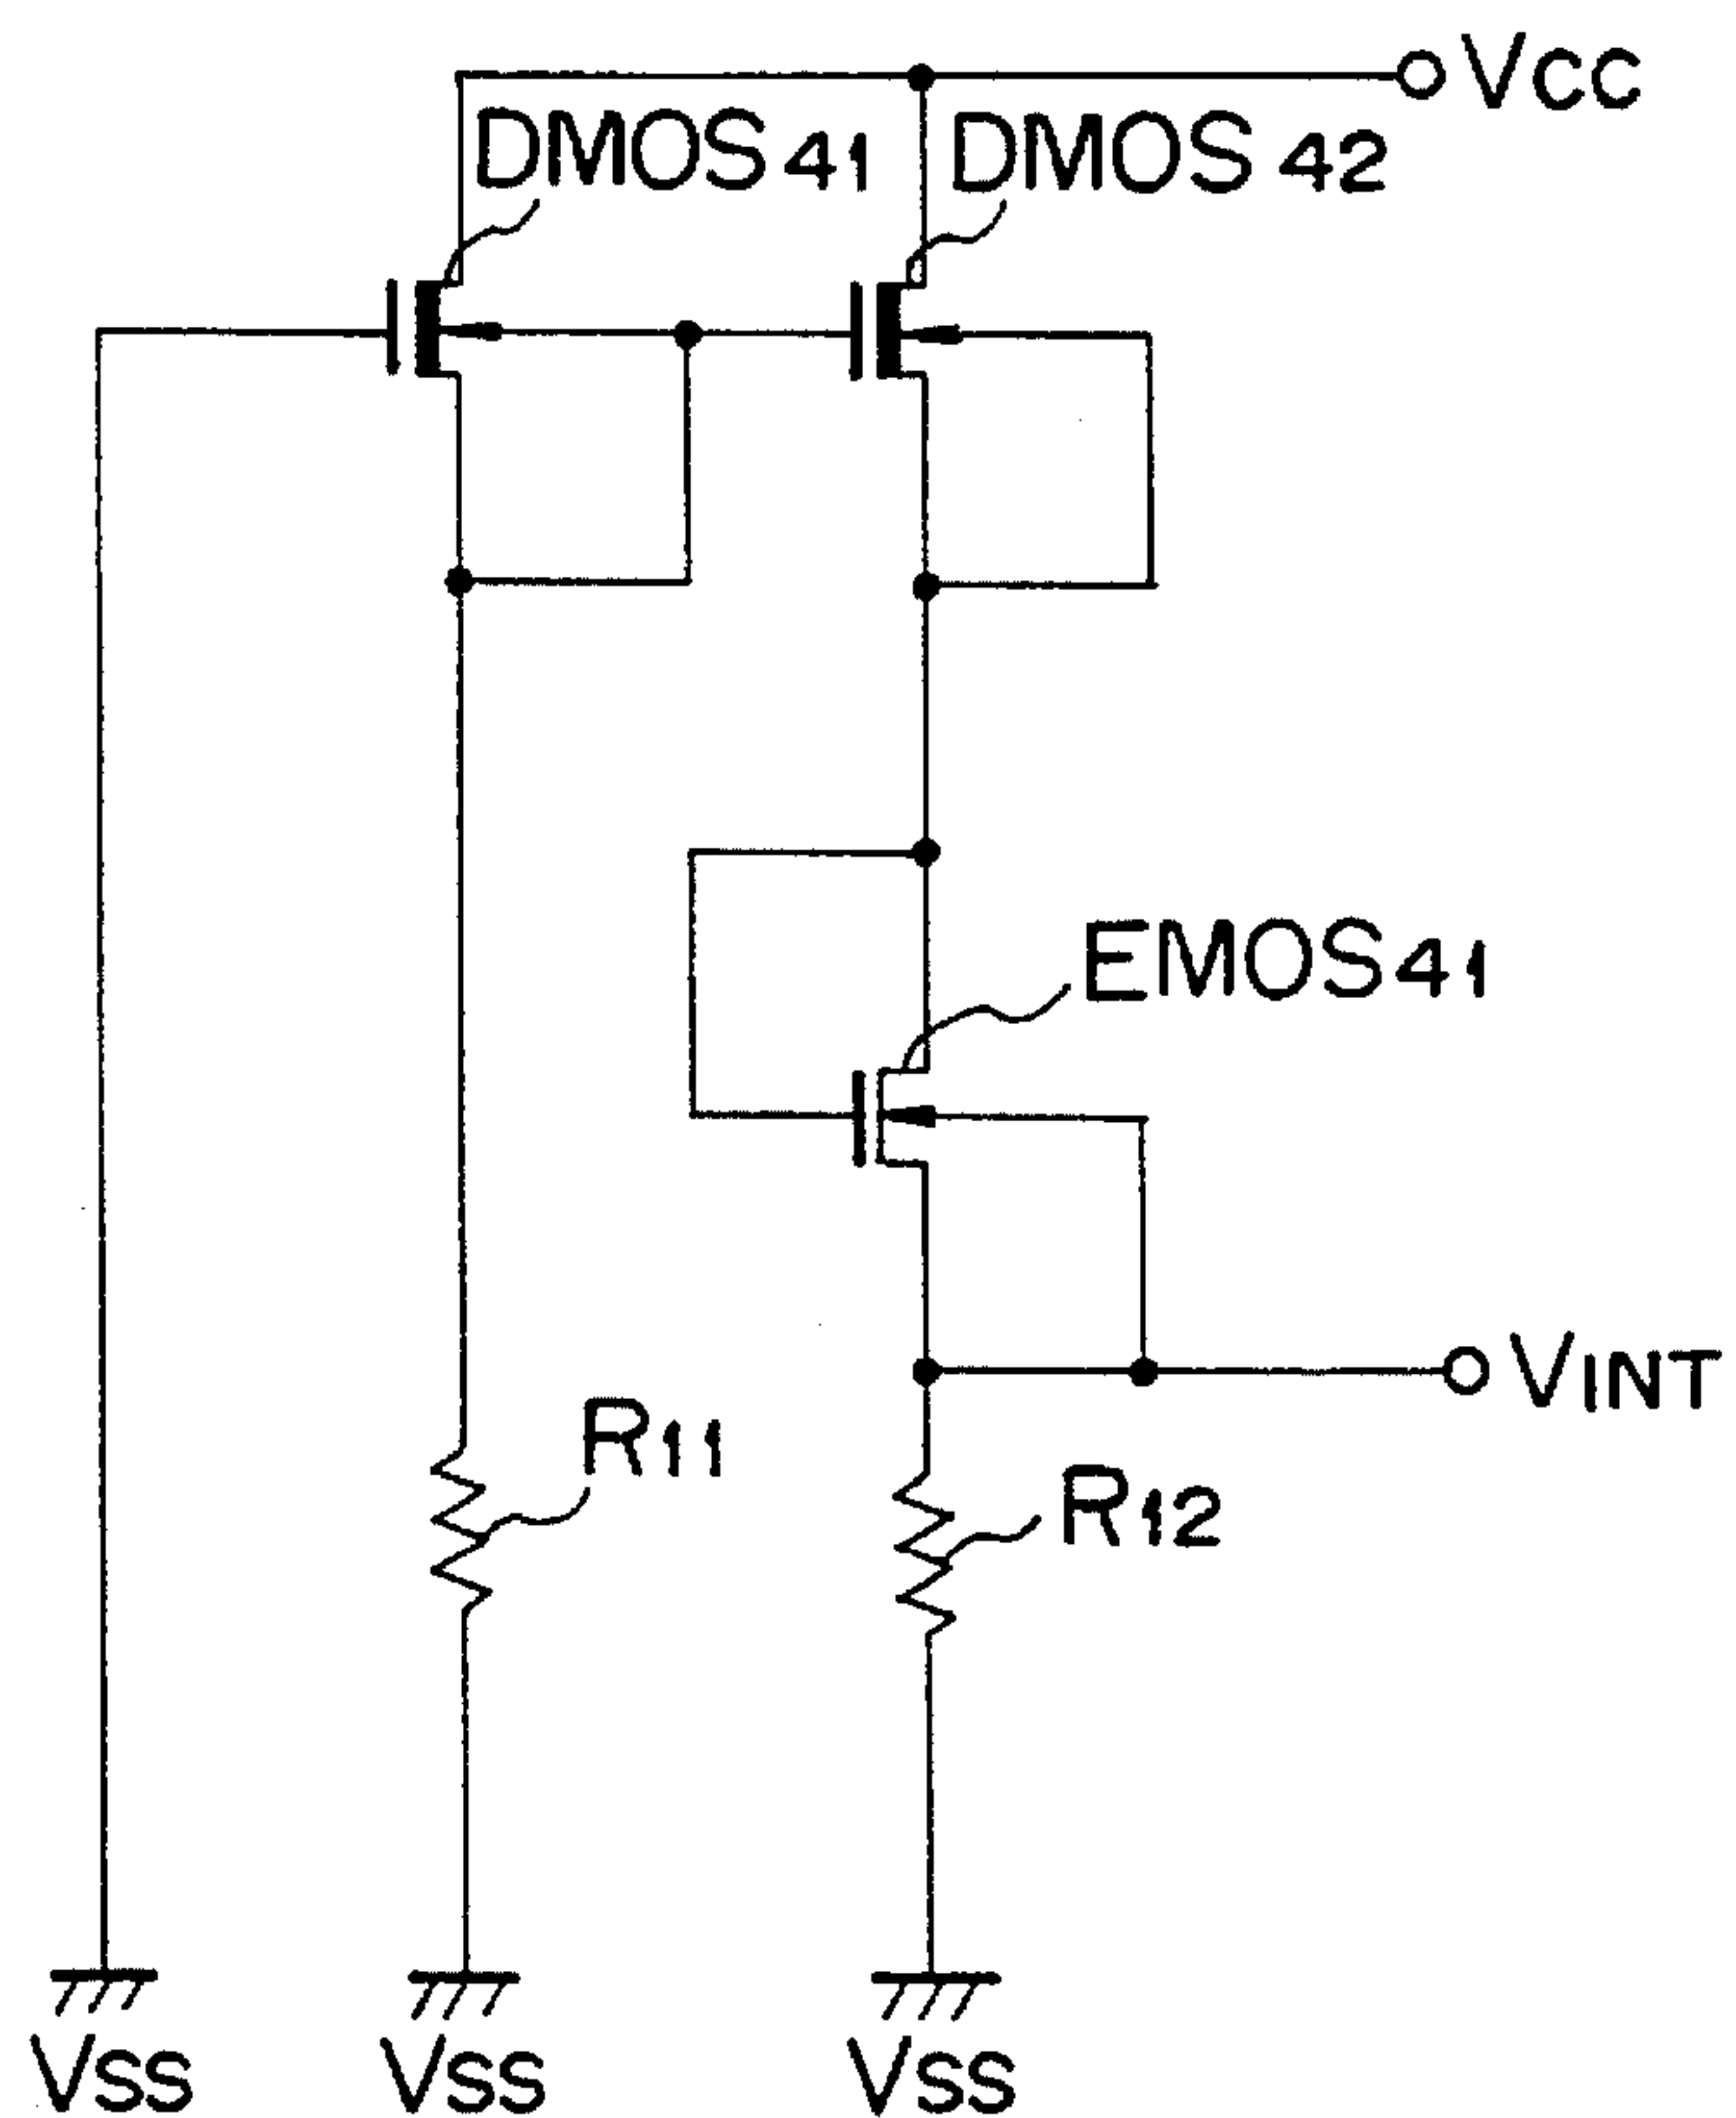 VCC
DMOS41 DMOS42
EMOS41
VINT
R11
R12
VSS VSS VSS